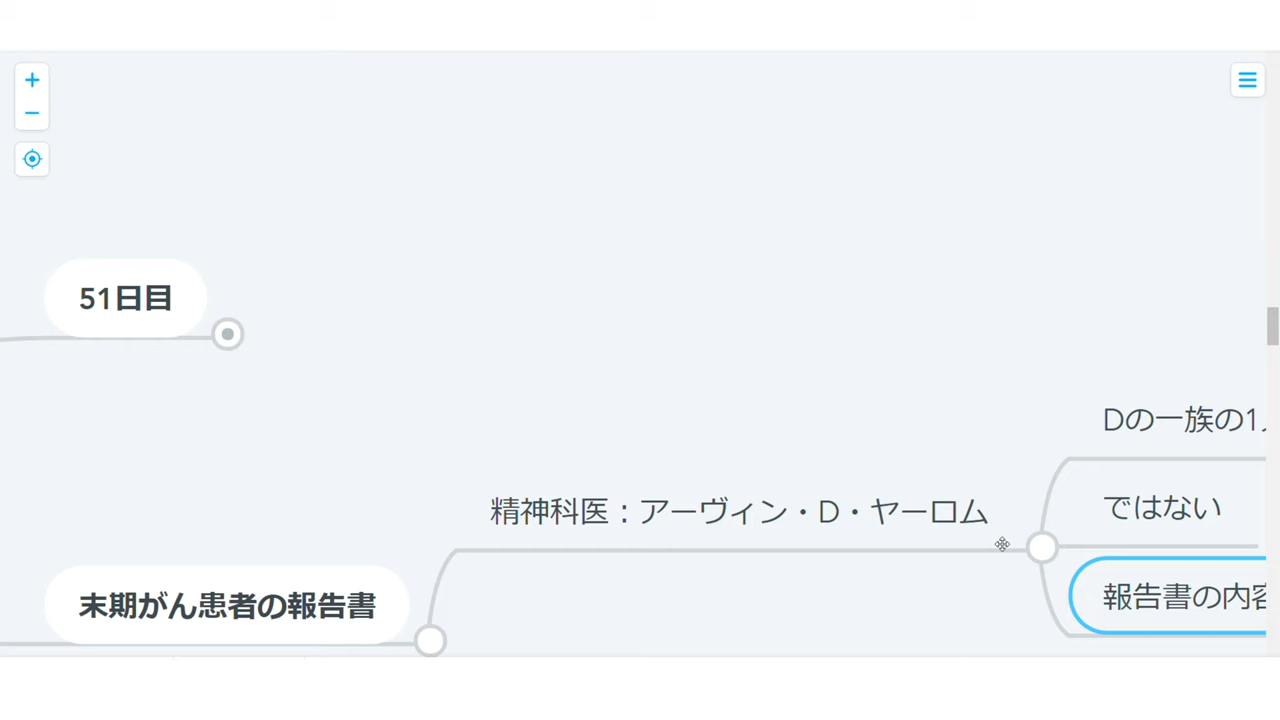 51日目
Dの一族の1
精神科医：アーヴィン・D・ヤーロム
ではない
末期がん患者の報告書
報告書の内容